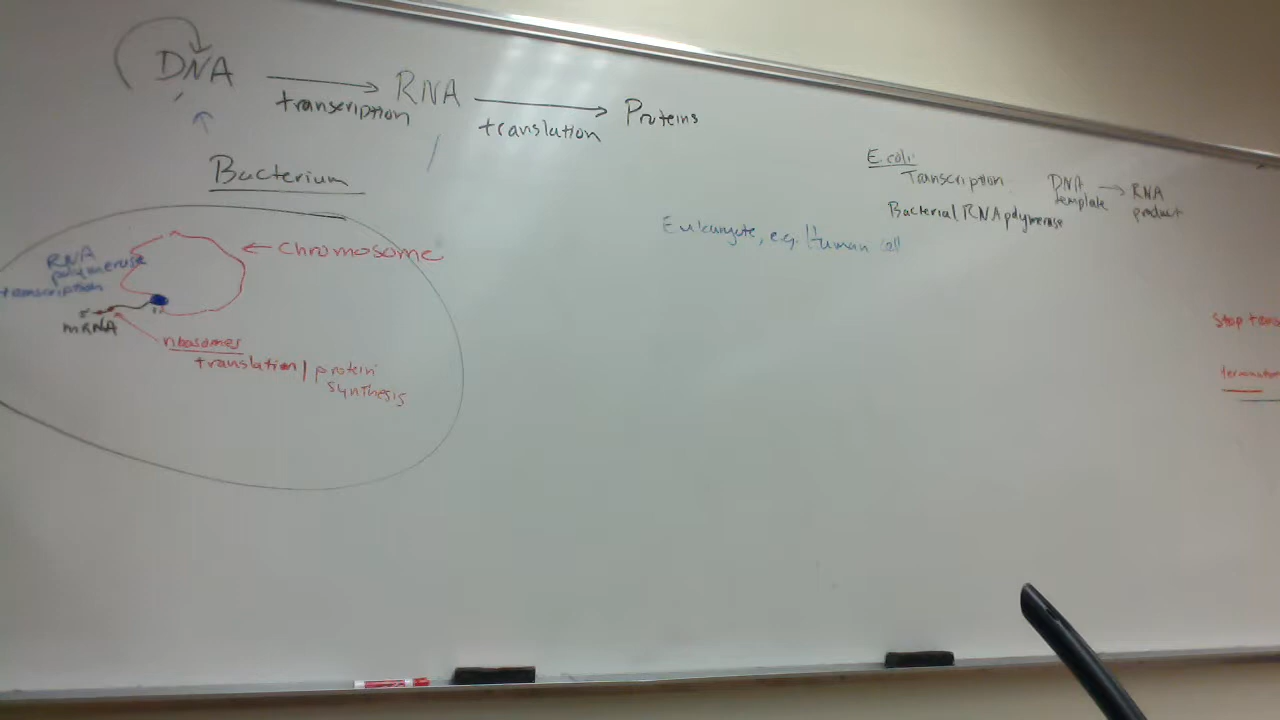 DNA
transcription
RNA
translation
Proteins
Bacterium
RNA
polymerase
transcription
chromosome
mRNA
ribosomes
translation / protein
synthesis
Eukaryote, e.g. Human cell
E. coli
Transcription
DNA
template
RNA
product
Bacterial RNA polymerase
Stop